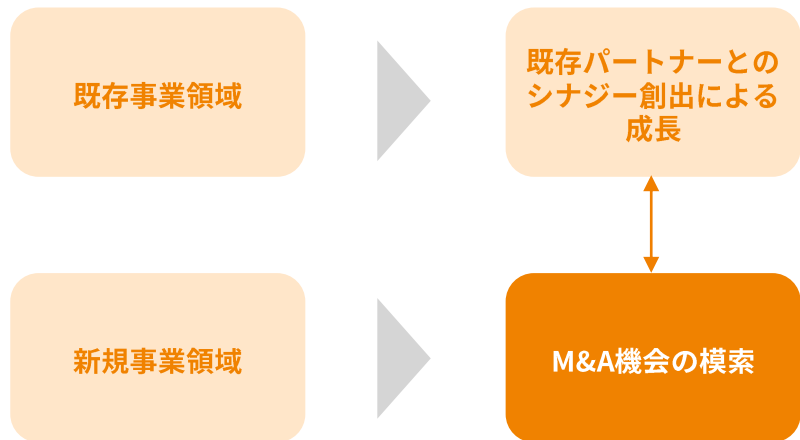 既存事業領域
既存パートナーとの
シナジー創出による
成長
新規事業領域
M&A機会の模索